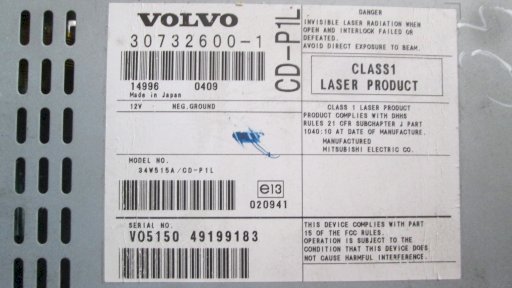 VOLVO
30732600-1
14996 0409
Made in Japan
12V NEG.GROUND
CD-P1L
MODEL NO.
34W515A/CD-P1L
e13
020941
SERIAL NO.
VO5150 49199183
DANGER
INVISIBLE LASER RADIATION WHEN
OPEN AND INTERLOCK FAILED OR
DEFEATED.
AVOID DIRECT EXPOSURE TO BEAM.
CLASS1
LASER PRODUCT
CLASS 1 LASER PRODUCT
PRODUCT COMPLIES WITH DHHS
RULES 21 CFR SUBCHAPTER J PART
1040:10 AT DATE OF MANUFACTURE.
MANUFACTURED
MITSUBISHI ELECTRIC CO.
THIS DEVICE COMPLIES WITH PART
15 OF THE FCC RULES.
OPERATION IS SUBJECT TO THE
CONDITION THAT THIS DEVICE DOES
NOT CAUSE HARMFUL INTERFERENCE.